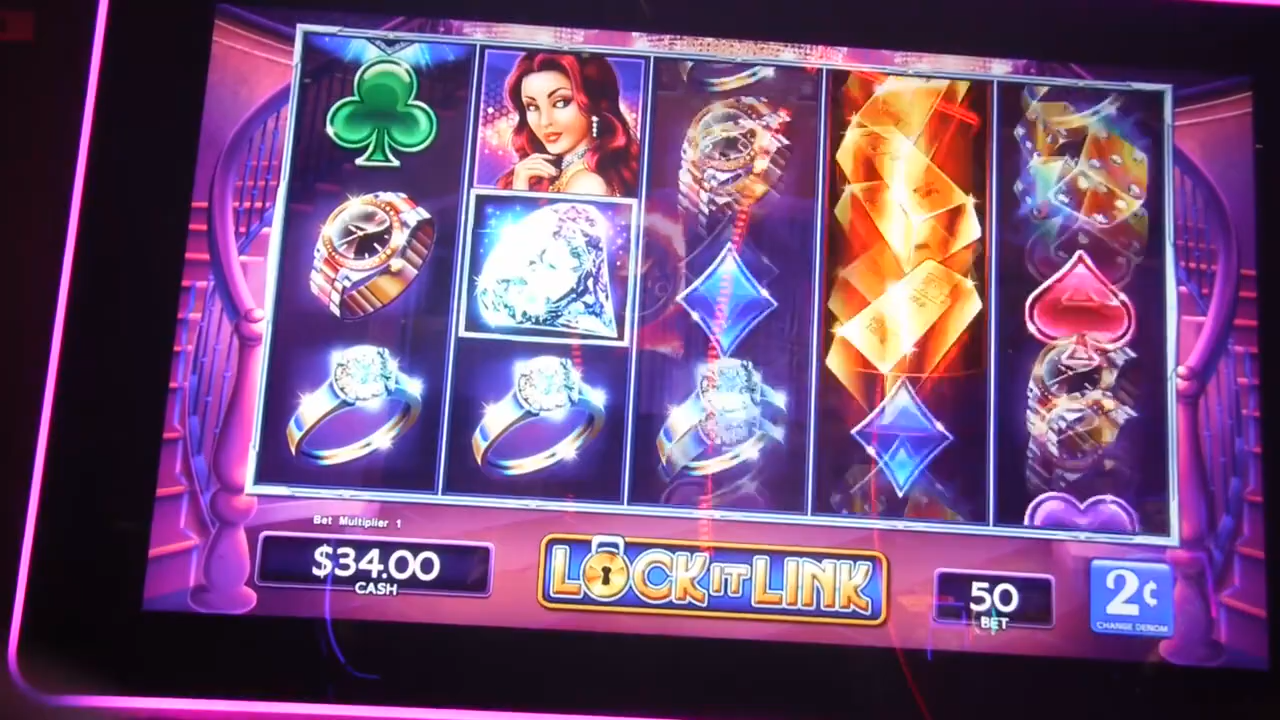 Bet Multiplier 1
$34.00
CASH
LOCK IT LINK
50
BET
2¢
CHANGE DENOM